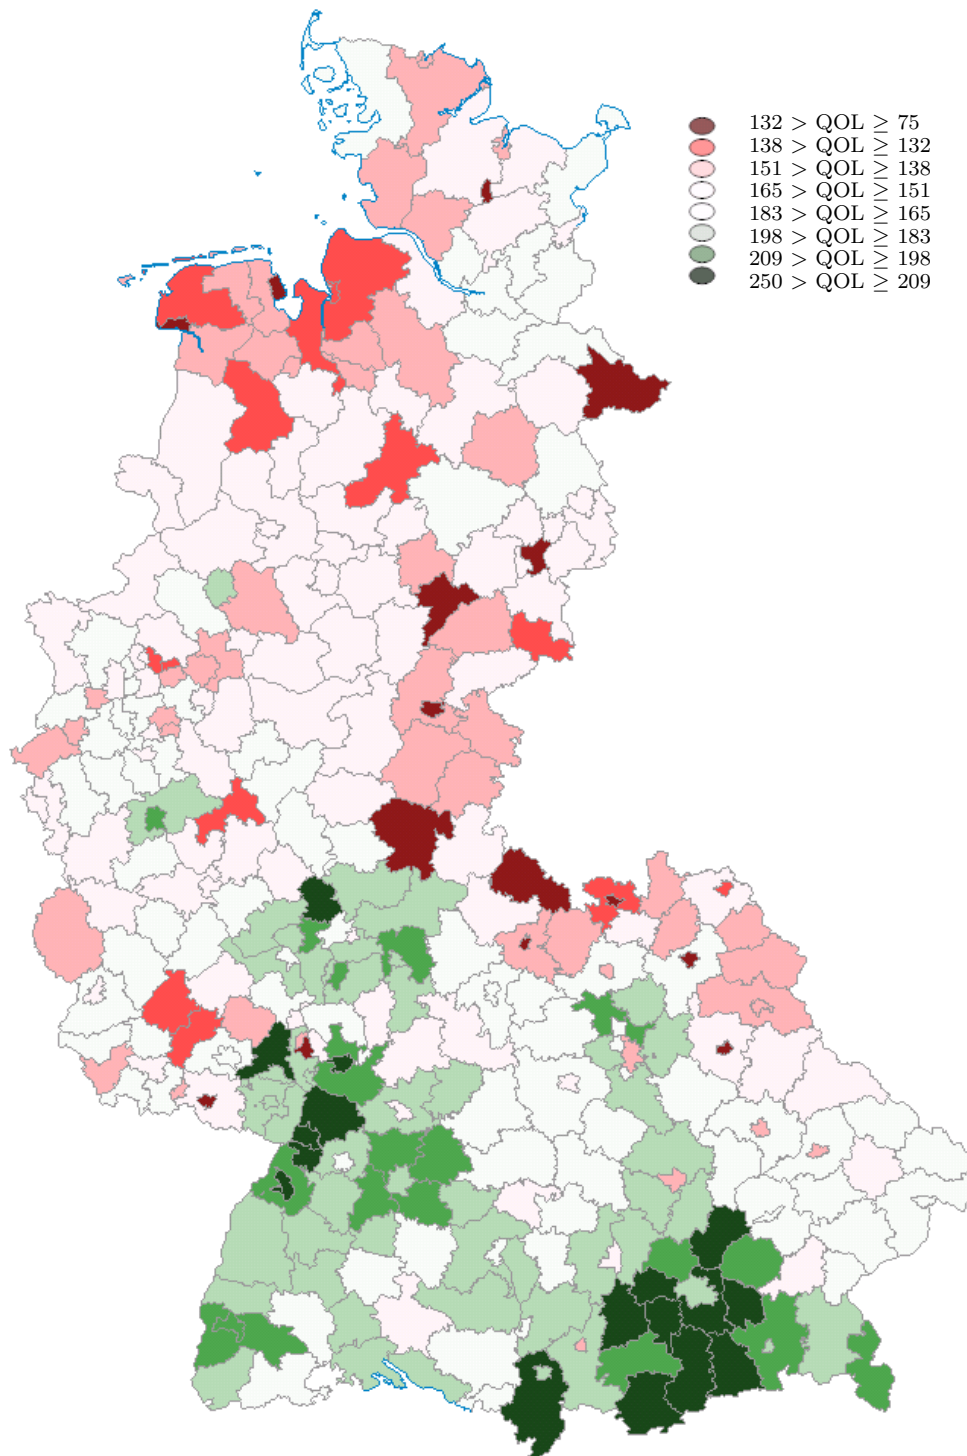 132 > QOL ≥ 75
138 > QOL ≥ 132
151 > QOL ≥ 138
165 > QOL ≥ 151
183 > QOL ≥ 165
198 > QOL ≥ 183
209 > QOL ≥ 198
250 > QOL ≥ 209